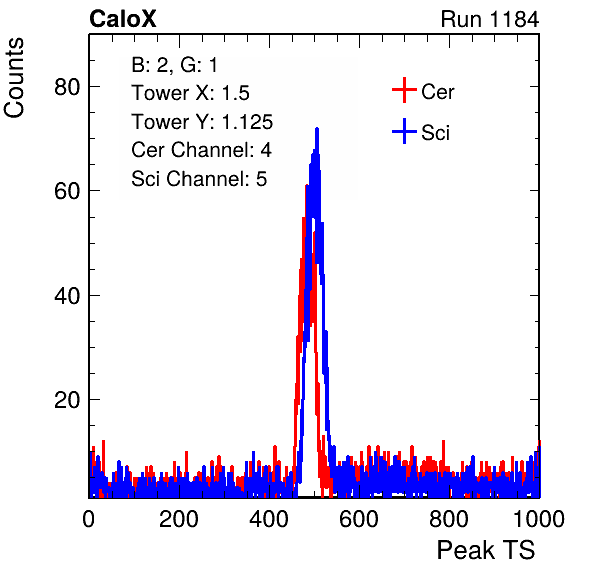 CaloX Run 1184
Counts
80
60
40
20
B: 2, G: 1
Tower X: 1.5
Tower Y: 1.125
Cer Channel: 4
Sci Channel: 5
Cer
Sci
0 200 400 600 800 1000
Peak TS